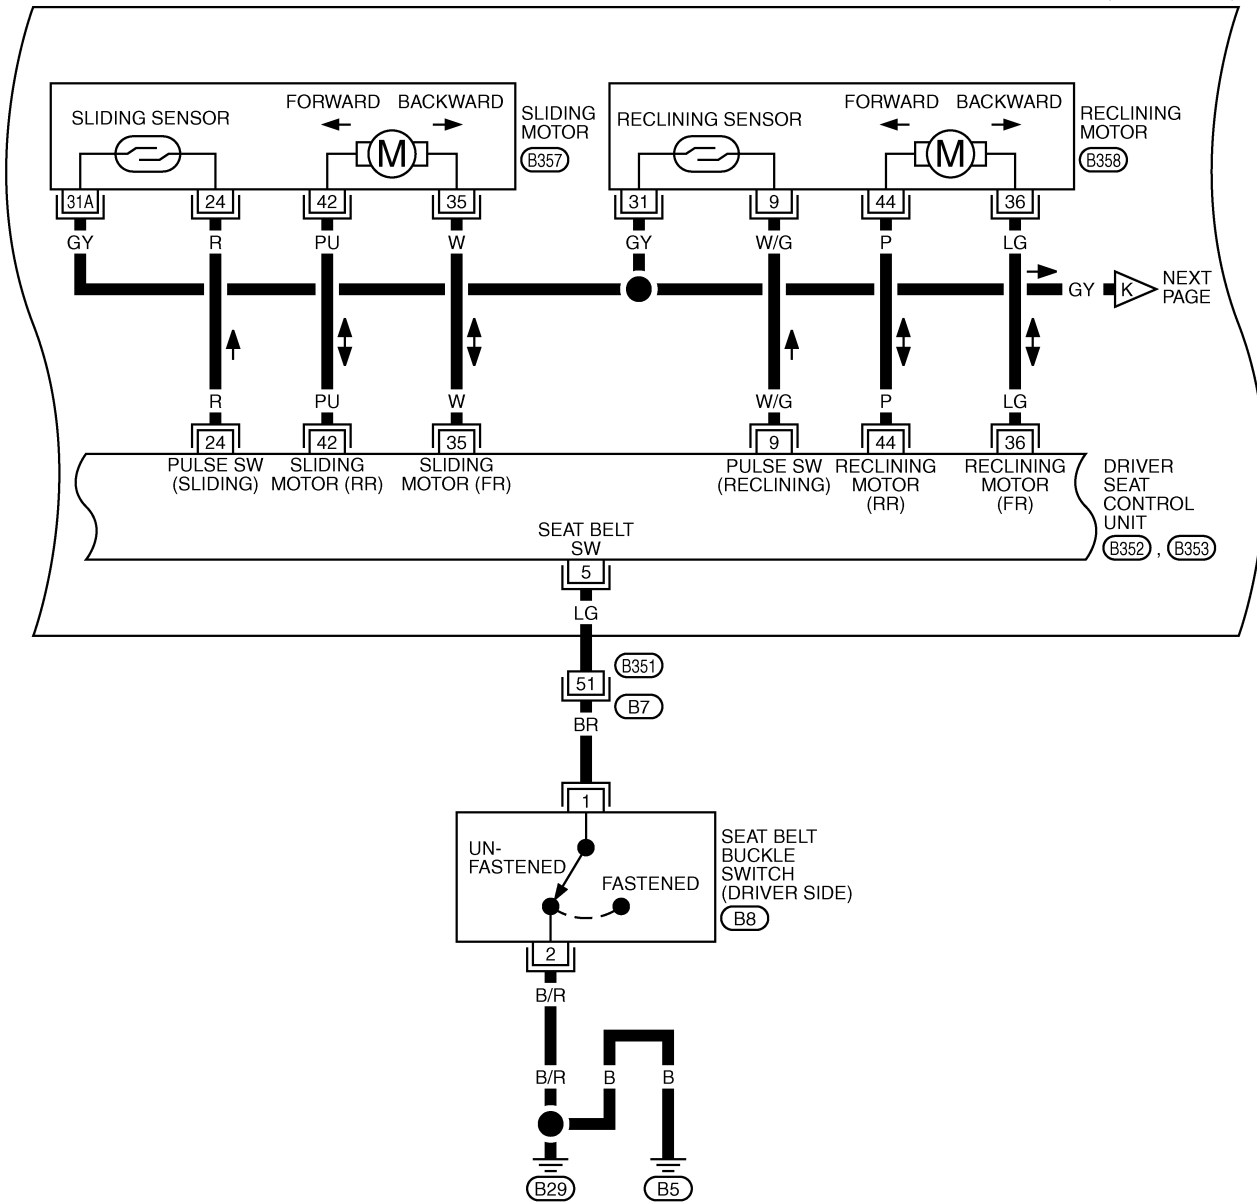 FORWARD BACKWARD
SLIDING SENSOR
M
SLIDING
MOTOR
B357
FORWARD BACKWARD
RECLINING SENSOR
M
RECLINING
MOTOR
B358
31A 24 42 35 31 9 44 36
GY R PU W GY W/G P LG
GY K NEXT
PAGE
R PU W W/G P LG
24 42 35 9 44 36
PULSE SW
(SLIDING)
SLIDING
MOTOR (RR)
SLIDING
MOTOR (FR)
PULSE SW
(RECLINING)
RECLINING
MOTOR
(RR)
RECLINING
MOTOR
(FR)
DRIVER
SEAT
CONTROL
UNIT
B352 , B353
SEAT BELT
SW
5
LG
B351
51
B7
BR
1
UN-
FASTENED
FASTENED
SEAT BELT
BUCKLE
SWITCH
(DRIVER SIDE)
B8
2
B/R
B/R B B
B29 B5